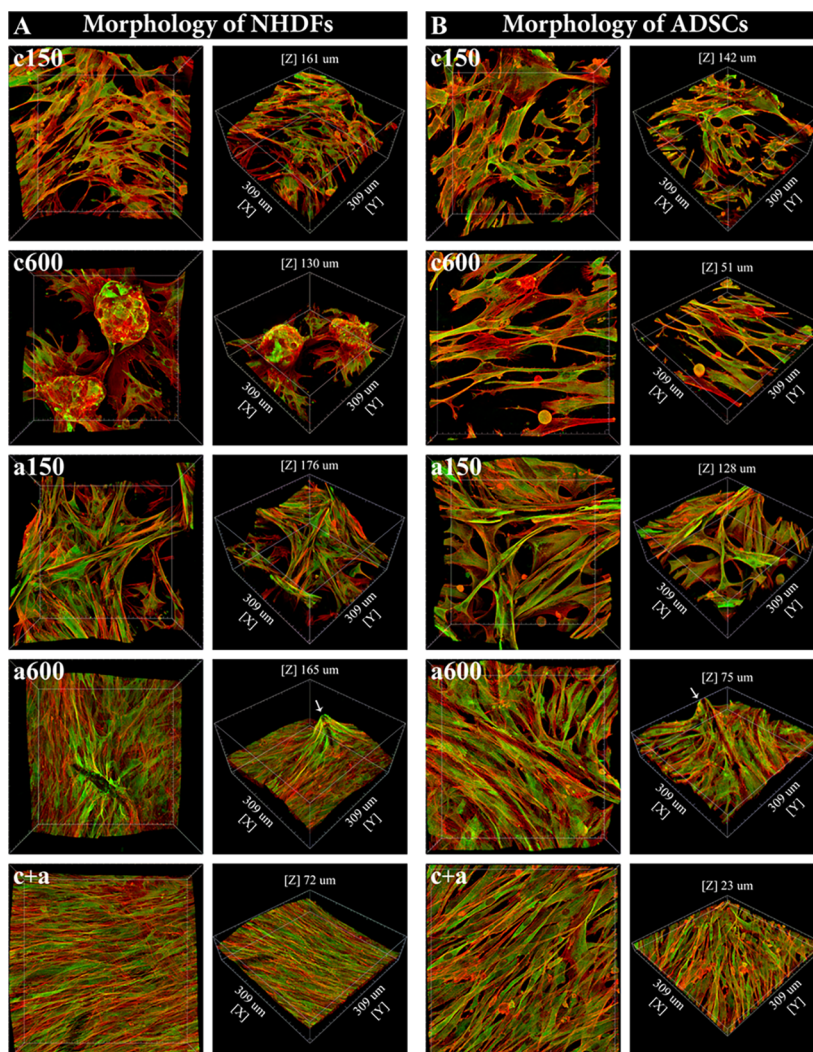 A Morphology of NHDFs
B Morphology of ADSCs
c150
[Z] 161 um
309 um
[X]
309 um
[Y]
c150
[Z] 142 um
309 um
[X]
309 um
[Y]
c600
[Z] 130 um
309 um
[X]
309 um
[Y]
c600
[Z] 51 um
309 um
[X]
309 um
[Y]
a150
[Z] 176 um
309 um
[X]
309 um
[Y]
a150
[Z] 128 um
309 um
[X]
309 um
[Y]
a600
[Z] 165 um
309 um
[X]
309 um
[Y]
a600
[Z] 75 um
309 um
[X]
309 um
[Y]
c+a
[Z] 72 um
309 um
[X]
309 um
[Y]
c+a
[Z] 23 um
309 um
[X]
309 um
[Y]